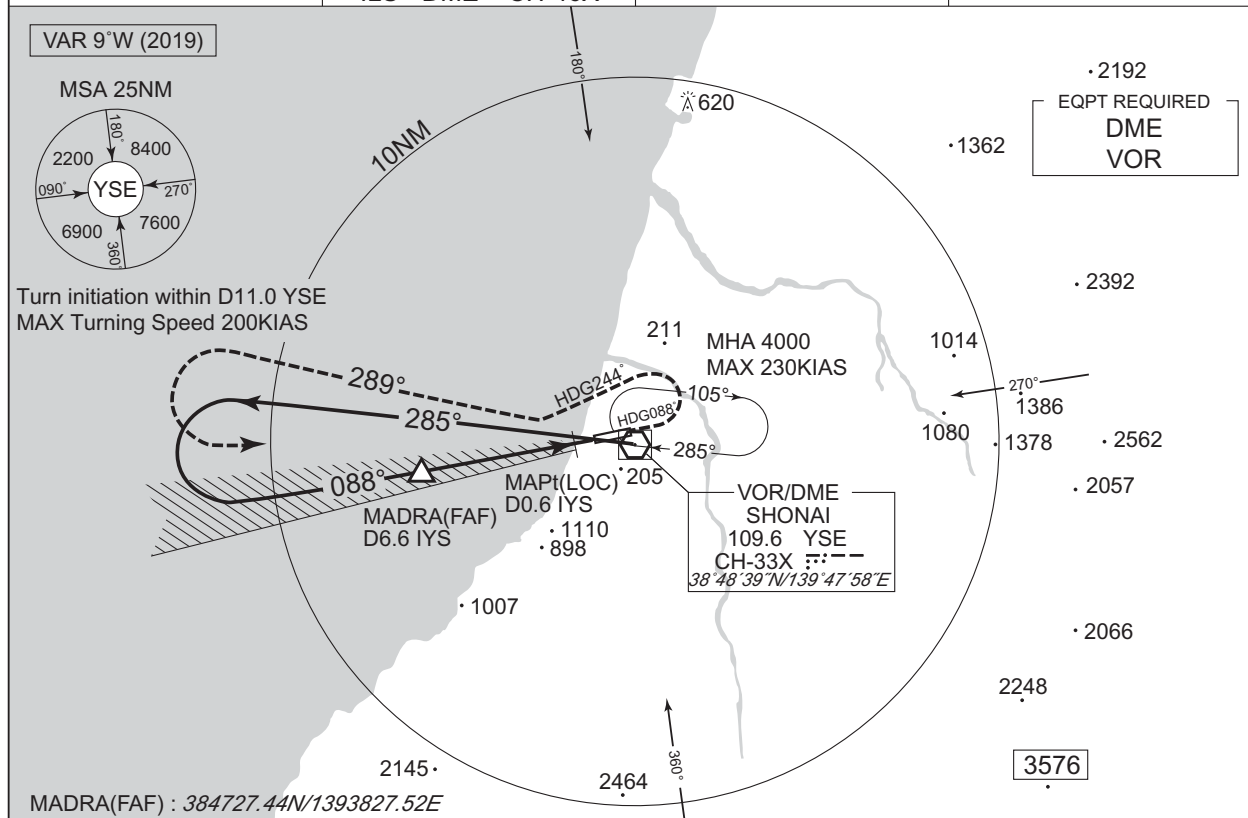 VAR 9°W (2019)
MSA 25NM
180°
2200
8400
090°
YSE
270°
6900
7600
360°
Turn initiation within D11.0 YSE
MAX Turning Speed 200KIAS
10NM
180°
620
2192
EQPT REQUIRED
DME
VOR
1362
2392
211
MHA 4000
MAX 230KIAS
1014
270°
1386
289°
HDG244°
105°
285°
HDG088°
1080
1378
2562
285°
088°
205
2057
MAPt(LOC)
D0.6 IYS
MADRA(FAF)
D6.6 IYS
VOR/DME
SHONAI
109.6 YSE
CH-33X
38°48′39″N/139°47′58″E
1110
898
1007
2066
2248
2145
2464
360°
3576
MADRA(FAF) : 384727.44N/1393827.52E